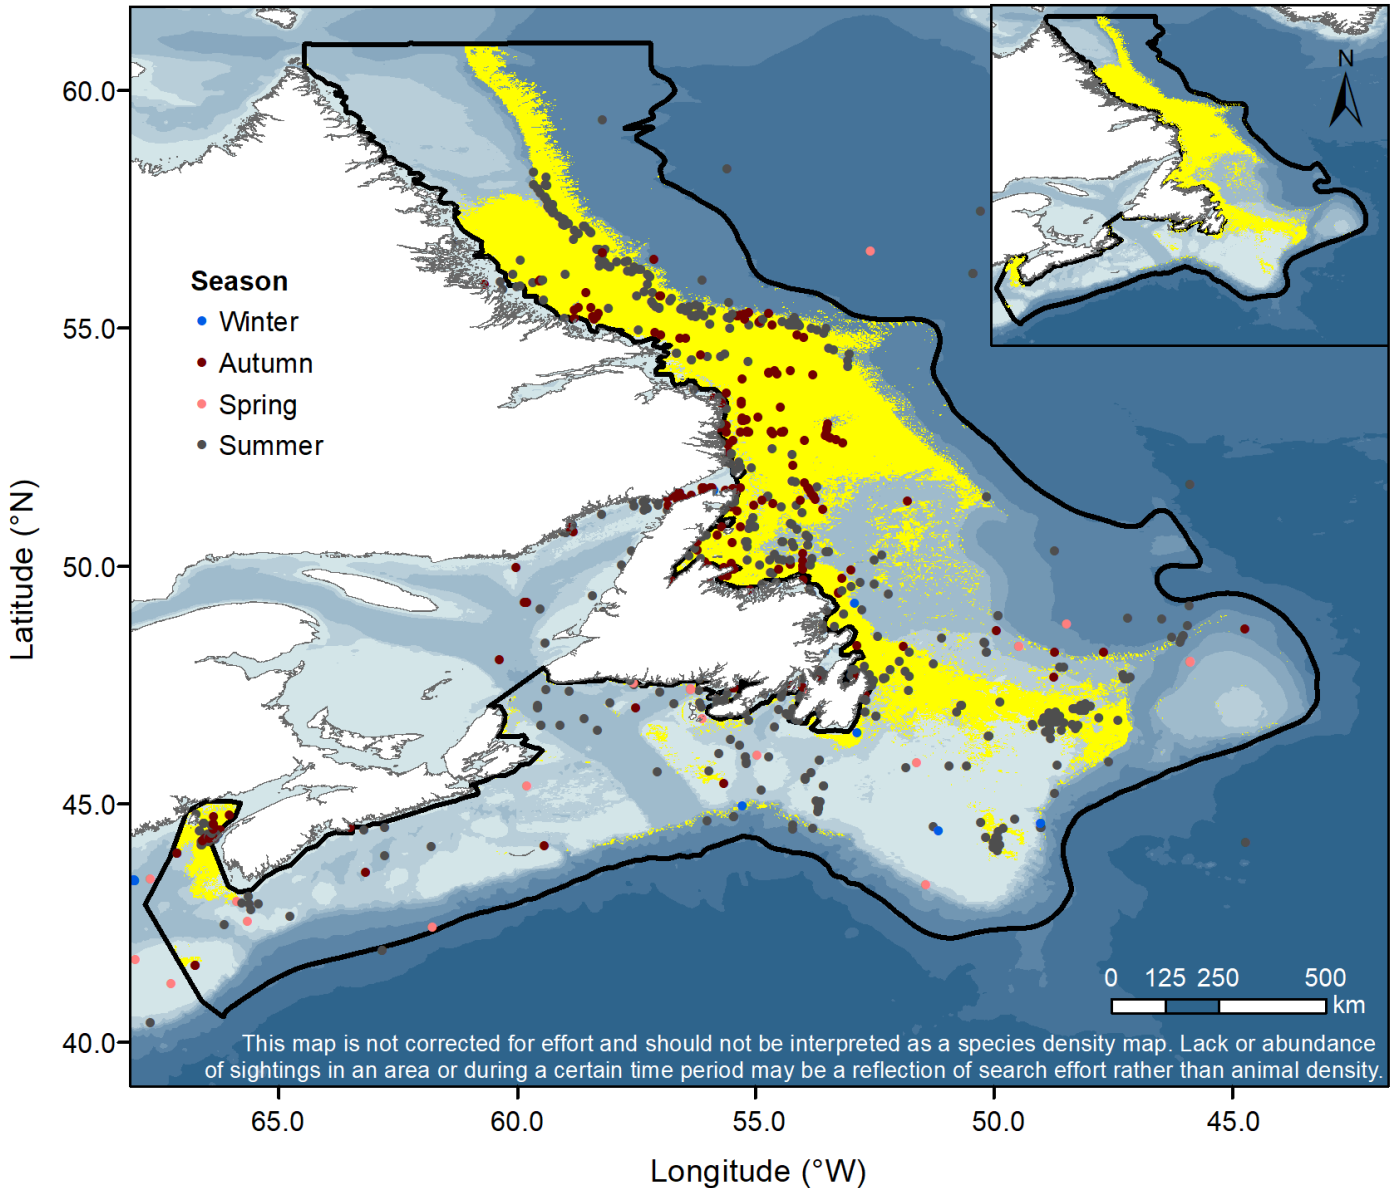 N
60.0
55.0
50.0
45.0
40.0
Latitude (°N)
Season
Winter
Autumn
Spring
Summer
0 125 250 500
km
This map is not corrected for effort and should not be interpreted as a species density map. Lack or abundance
of sightings in an area or during a certain time period may be a reflection of search effort rather than animal density.
65.0 60.0 55.0 50.0 45.0
Longitude (°W)